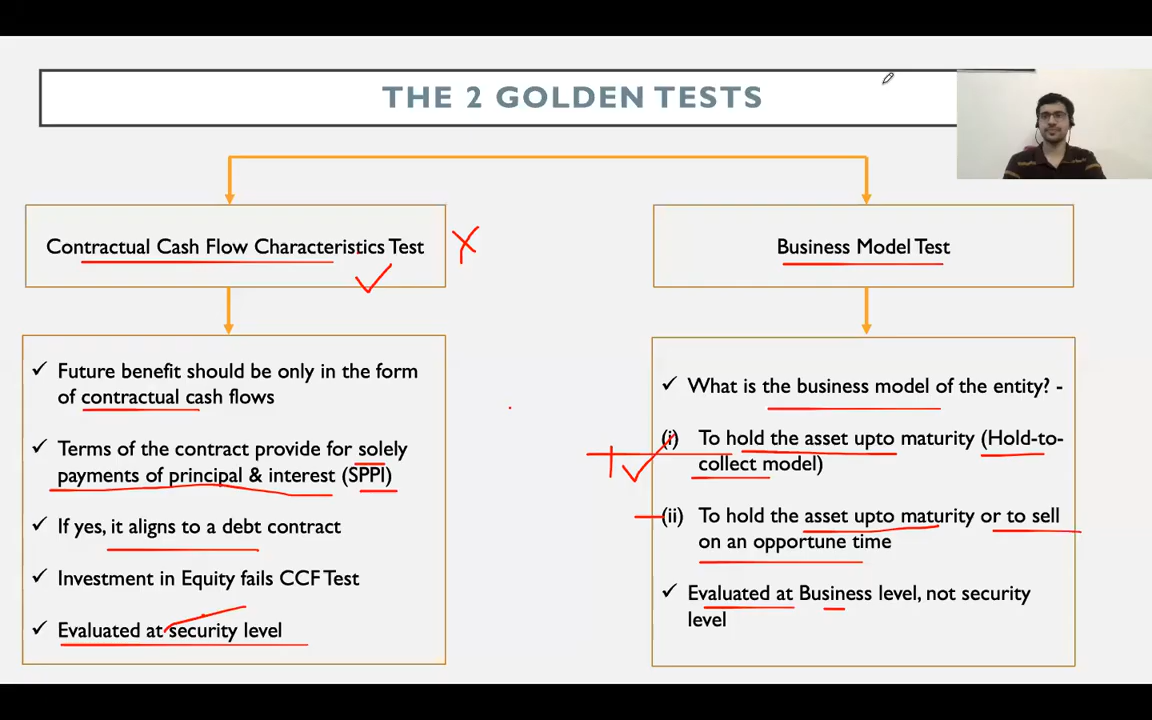 THE 2 GOLDEN TESTS
Contractual Cash Flow Characteristics Test
✓ Future benefit should be only in the form
of contractual cash flows
✓ Terms of the contract provide for solely
payments of principal & interest (SPPI)
✓ If yes, it aligns to a debt contract
✓ Investment in Equity fails CCF Test
✓ Evaluated at security level
Business Model Test
✓ What is the business model of the entity? -
(i) To hold the asset upto maturity (Hold-to-
collect model)
(ii) To hold the asset upto maturity or to sell
on an opportune time
✓ Evaluated at Business level, not security
level